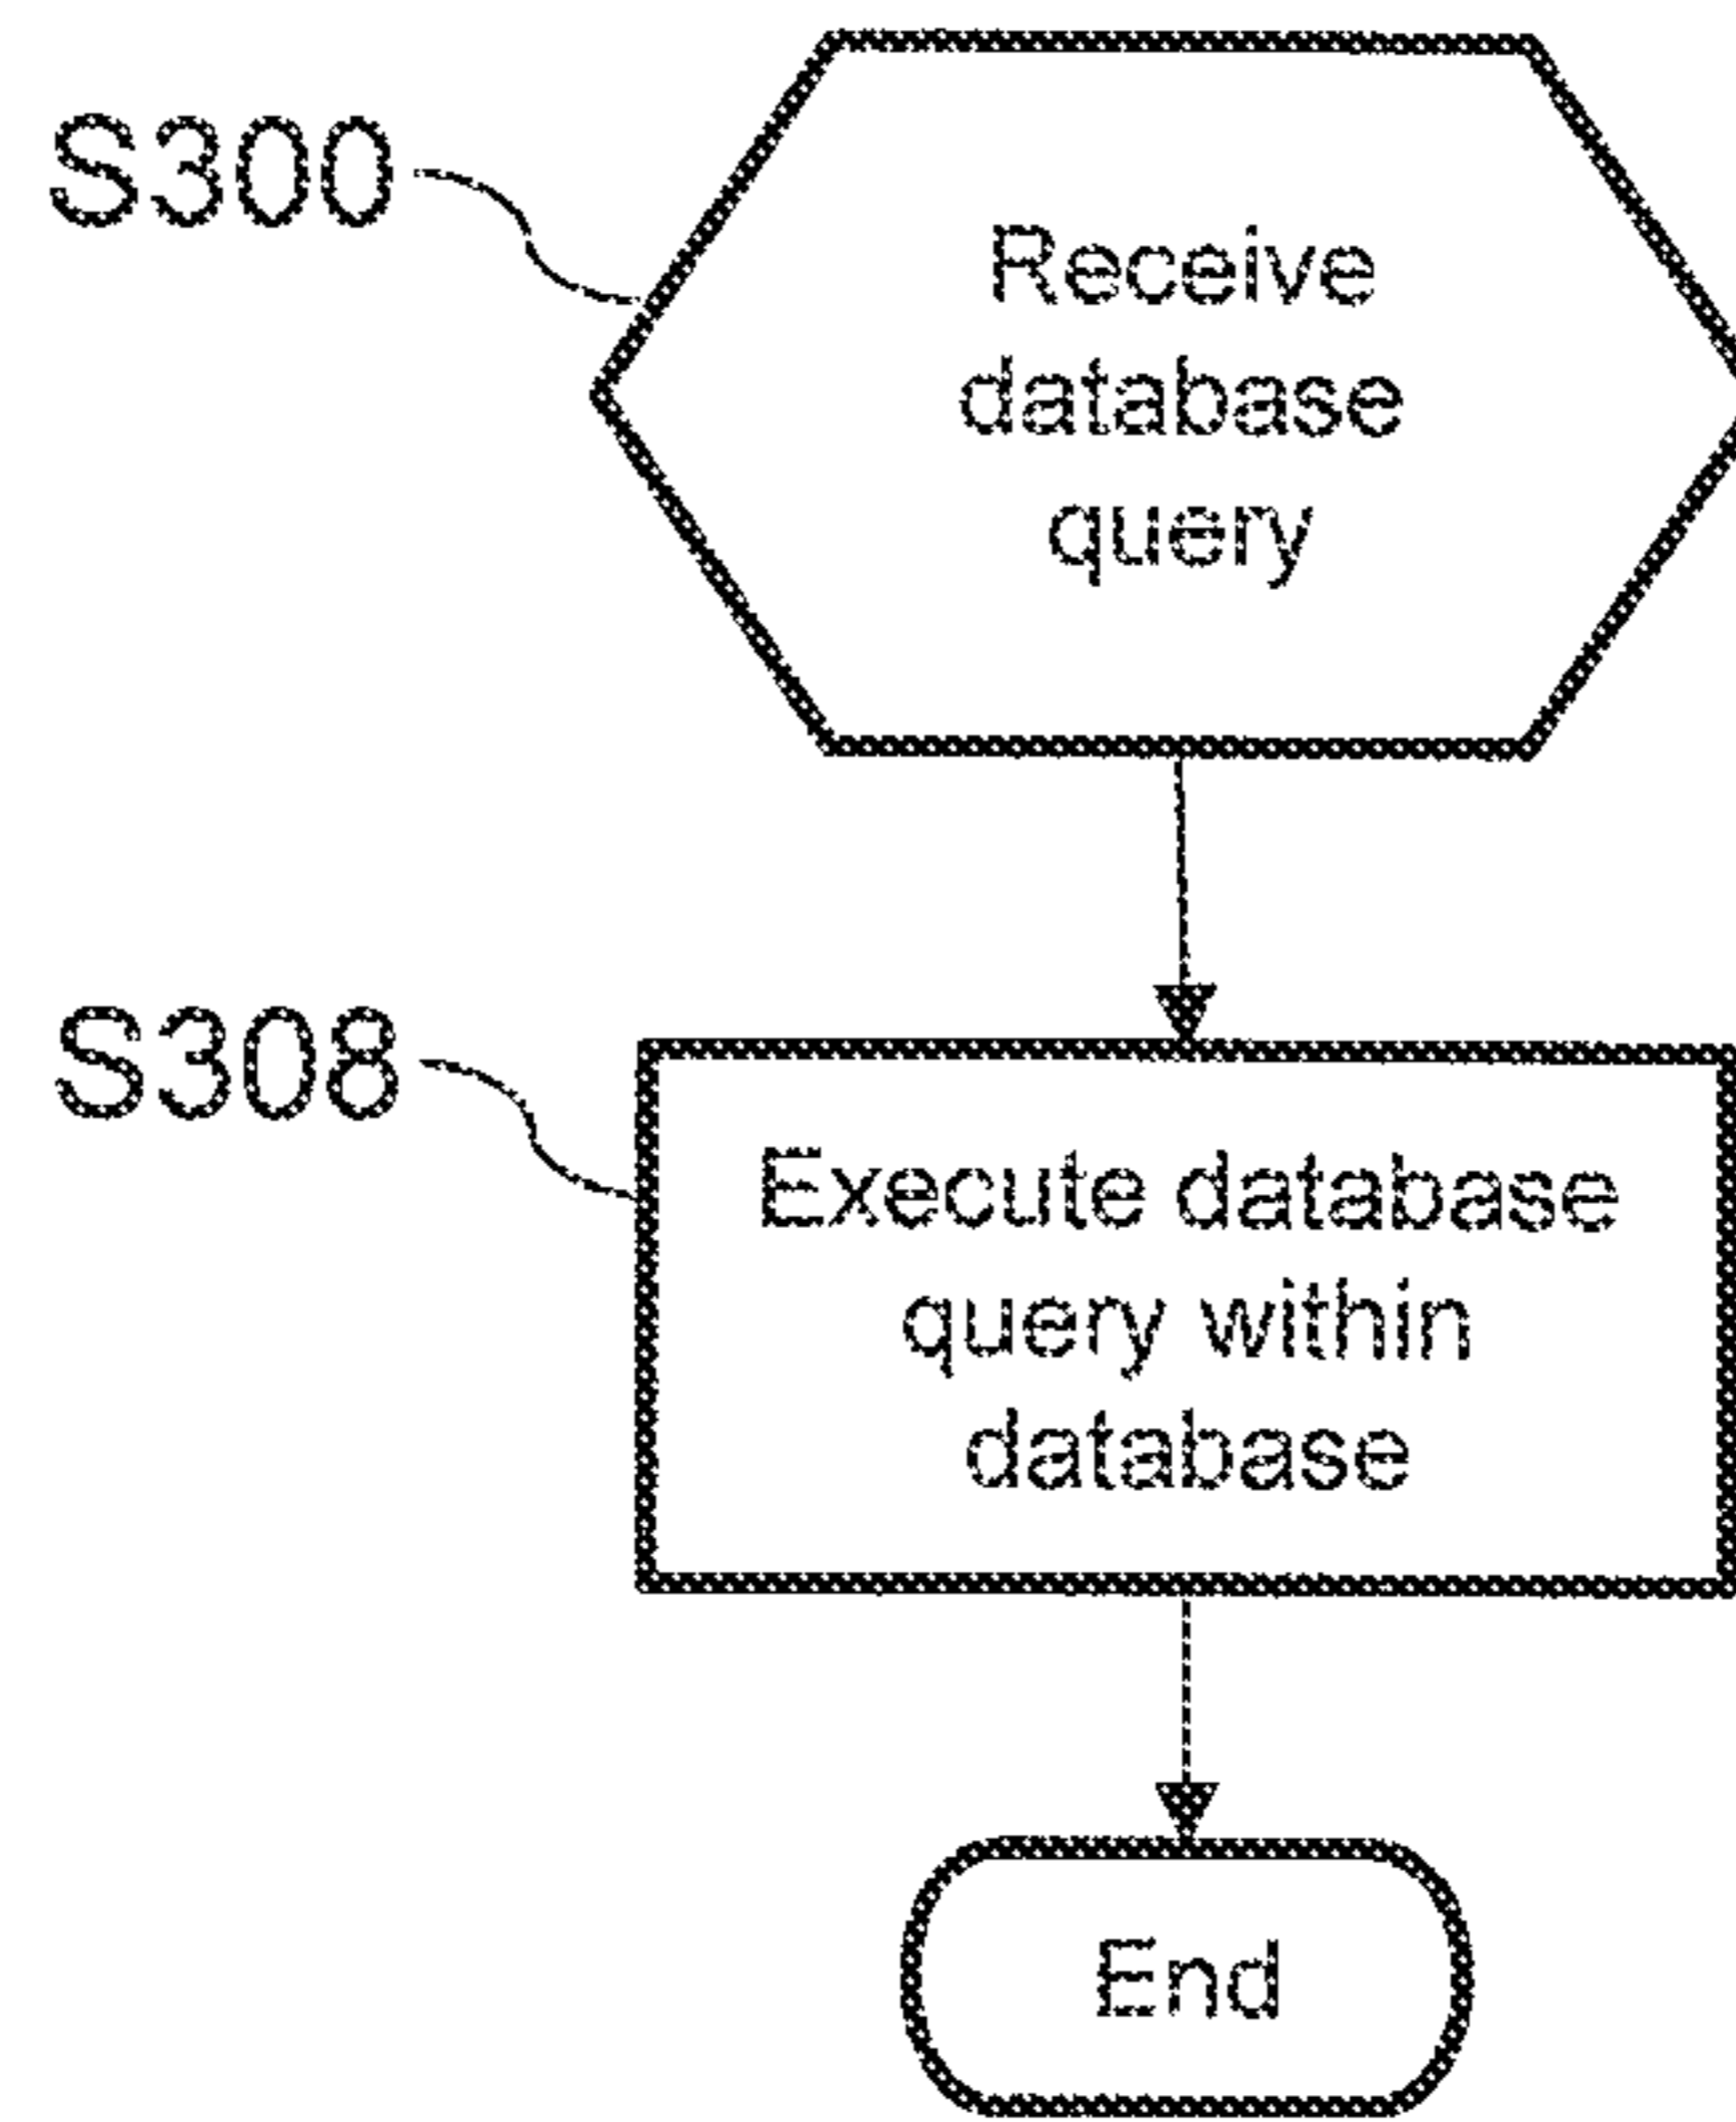 S300
Receive
database
query
S308
Execute database
query within
database
End